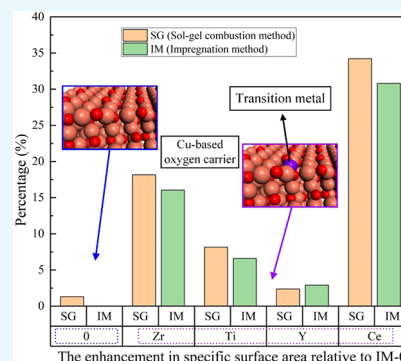 SG (Sol-gel combustion method)
IM (Impregnation method)
40
35
30
25
20
15
10
5
0
Percentage (%)
Transition metal
Cu-based
oxygen carrier
SG IM SG IM SG IM SG IM SG IM
0 Zr Ti Y Ce
The enhancement in specific surface area relative to